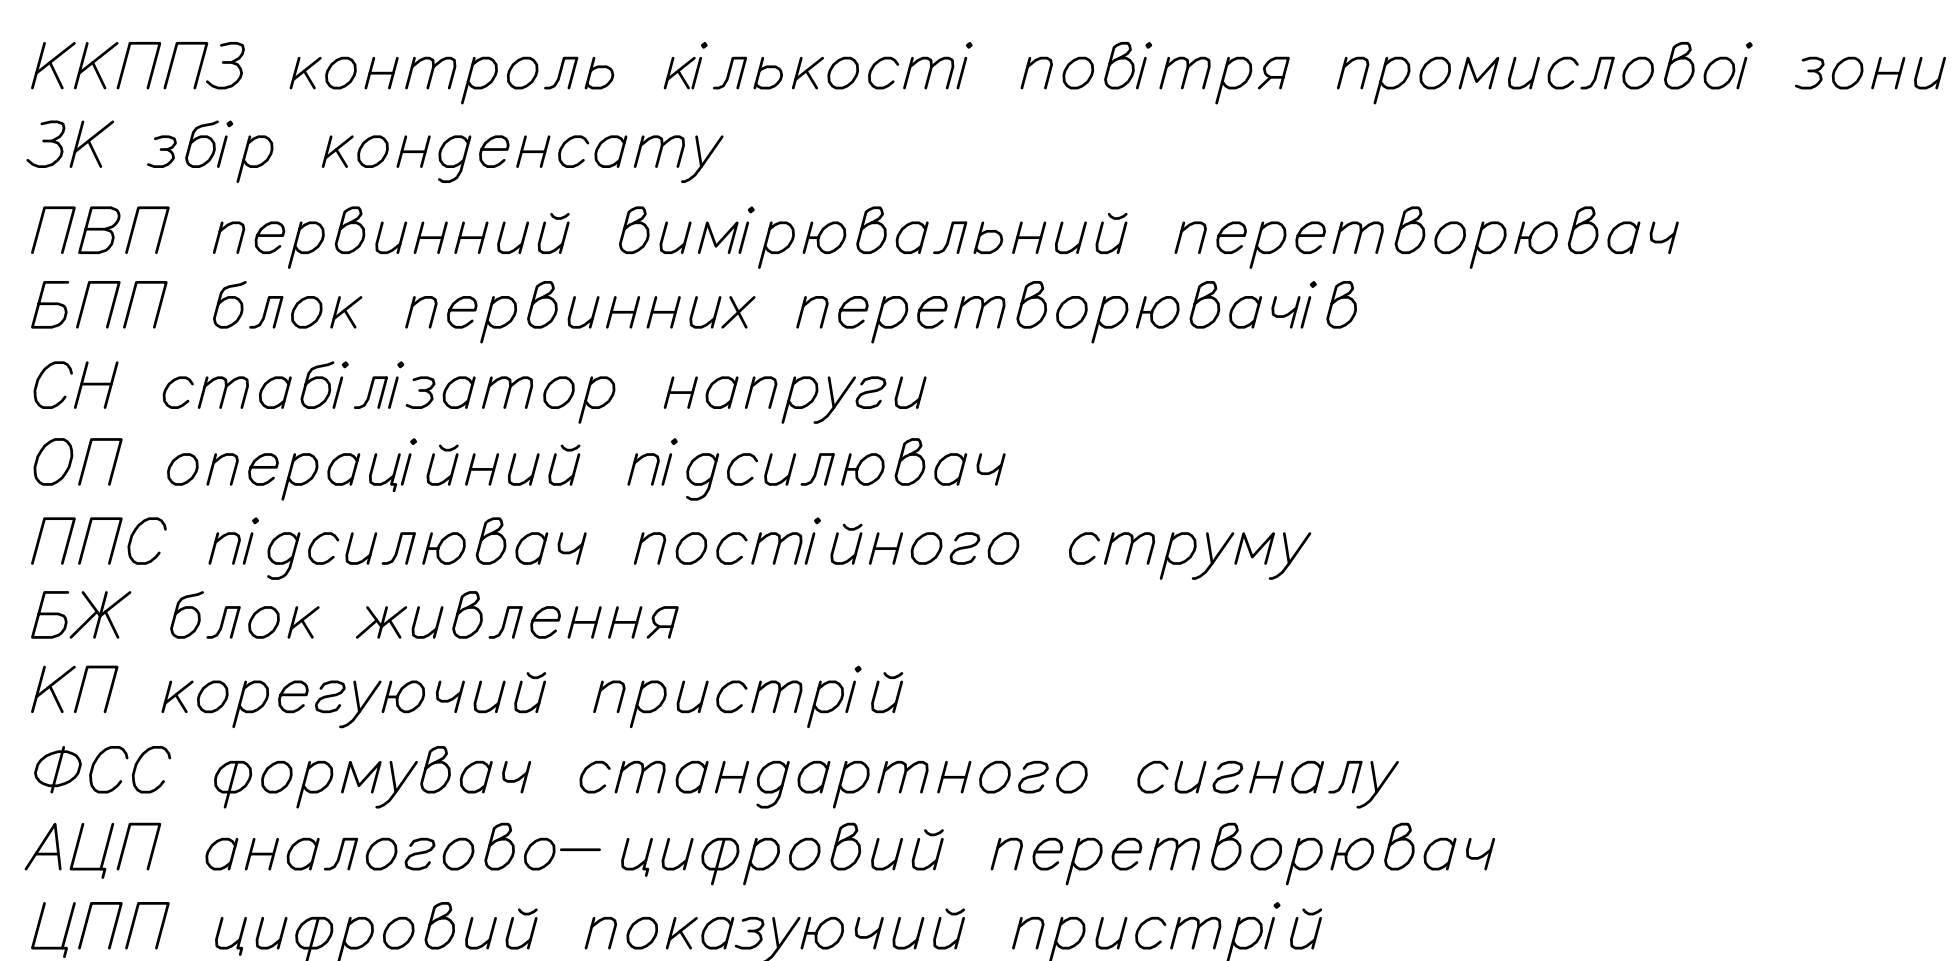 ККППЗ контроль кількості повітря промислової зони
ЗК збір конденсату
ПВП первинний вимірювальний перетворювач
БПП блок первинних перетворювачів
СН стабілізатор напруги
ОП операційний підсилювач
ППС підсилювач постійного струму
БЖ блок живлення
КП корегуючий пристрій
ФСС формувач стандартного сигналу
АЦП аналогово—цифровий перетворювач
ЦПП цифровий показуючий пристрій